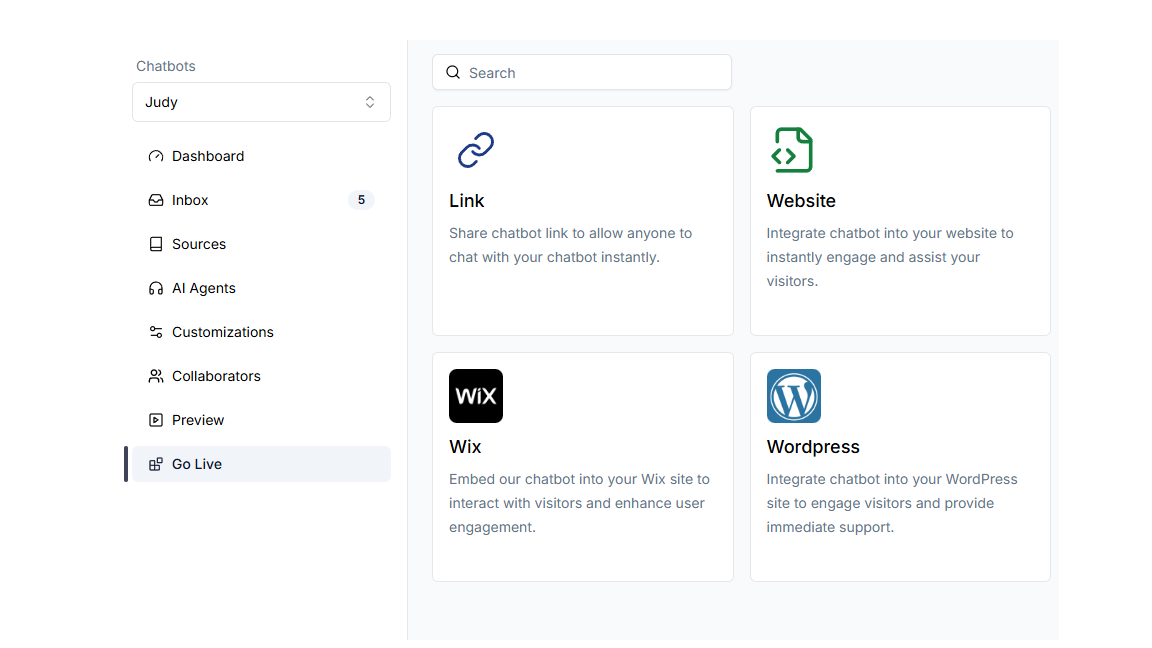 Chatbots
Judy
Dashboard
Inbox
5
Sources
AI Agents
Customizations
Collaborators
Preview
Go Live
Search
Link
Share chatbot link to allow anyone to
chat with your chatbot instantly.
Website
Integrate chatbot into your website to
instantly engage and assist your
visitors.
WiX
Wix
Embed our chatbot into your Wix site to
interact with visitors and enhance user
engagement.
W
Wordpress
Integrate chatbot into your WordPress
site to engage visitors and provide
immediate support.